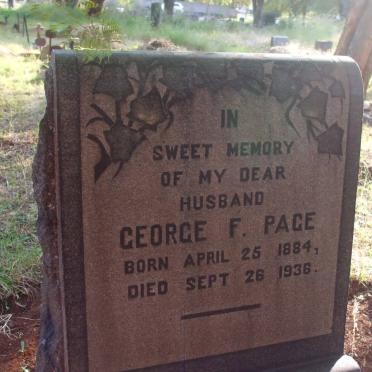 IN
SWEET MEMORY
OF MY DEAR
HUSBAND
GEORGE F. PAGE
BORN APRIL 25 1884,
DIED SEPT 26 1936.